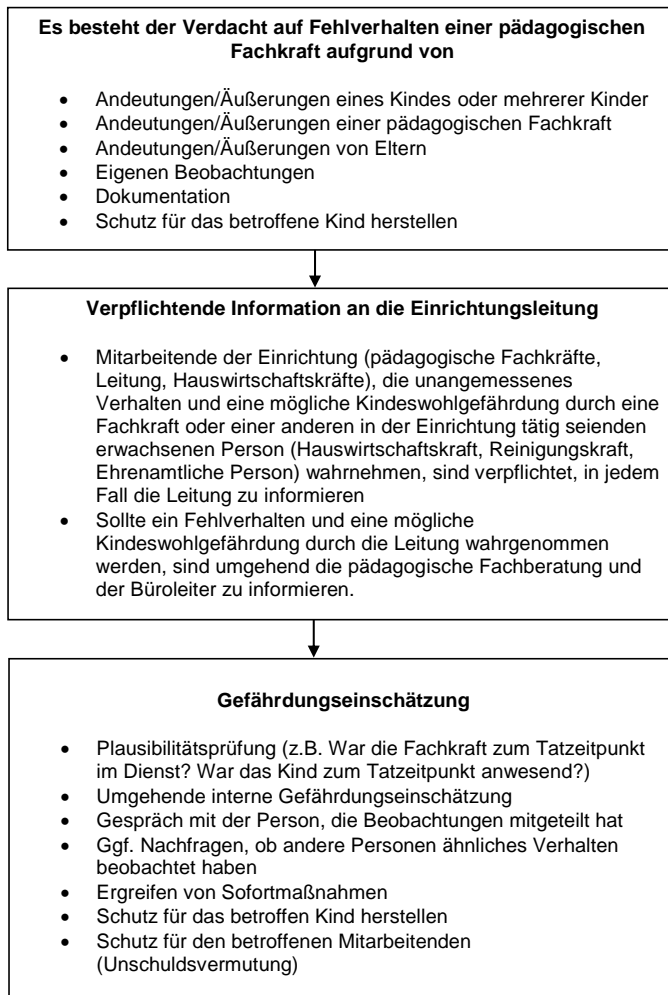 Es besteht der Verdacht auf Fehlverhalten einer pädagogischen
Fachkraft aufgrund von
• Andeutungen/Äußerungen eines Kindes oder mehrerer Kinder
• Andeutungen/Äußerungen einer pädagogischen Fachkraft
• Andeutungen/Äußerungen von Eltern
• Eigenen Beobachtungen
• Dokumentation
• Schutz für das betroffene Kind herstellen
Verpflichtende Information an die Einrichtungsleitung
• Mitarbeitende der Einrichtung (pädagogische Fachkräfte,
Leitung, Hauswirtschaftskräfte), die unangemessenes
Verhalten und eine mögliche Kindeswohlgefährdung durch eine
Fachkraft oder einer anderen in der Einrichtung tätig seienden
erwachsenen Person (Hauswirtschaftskraft, Reinigungskraft,
Ehrenamtliche Person) wahrnehmen, sind verpflichtet, in jedem
Fall die Leitung zu informieren
• Sollte ein Fehlverhalten und eine mögliche
Kindeswohlgefährdung durch die Leitung wahrgenommen
werden, sind umgehend die pädagogische Fachberatung und
der Büroleiter zu informieren.
Gefährdungseinschätzung
• Plausibilitätsprüfung (z.B. War die Fachkraft zum Tatzeitpunkt
im Dienst? War das Kind zum Tatzeitpunkt anwesend?)
• Umgehende interne Gefährdungseinschätzung
• Gespräch mit der Person, die Beobachtungen mitgeteilt hat
• Ggf. Nachfragen, ob andere Personen ähnliches Verhalten
beobachtet haben
• Ergreifen von Sofortmaßnahmen
• Schutz für das betroffen Kind herstellen
• Schutz für den betroffenen Mitarbeitenden
(Unschuldsvermutung)